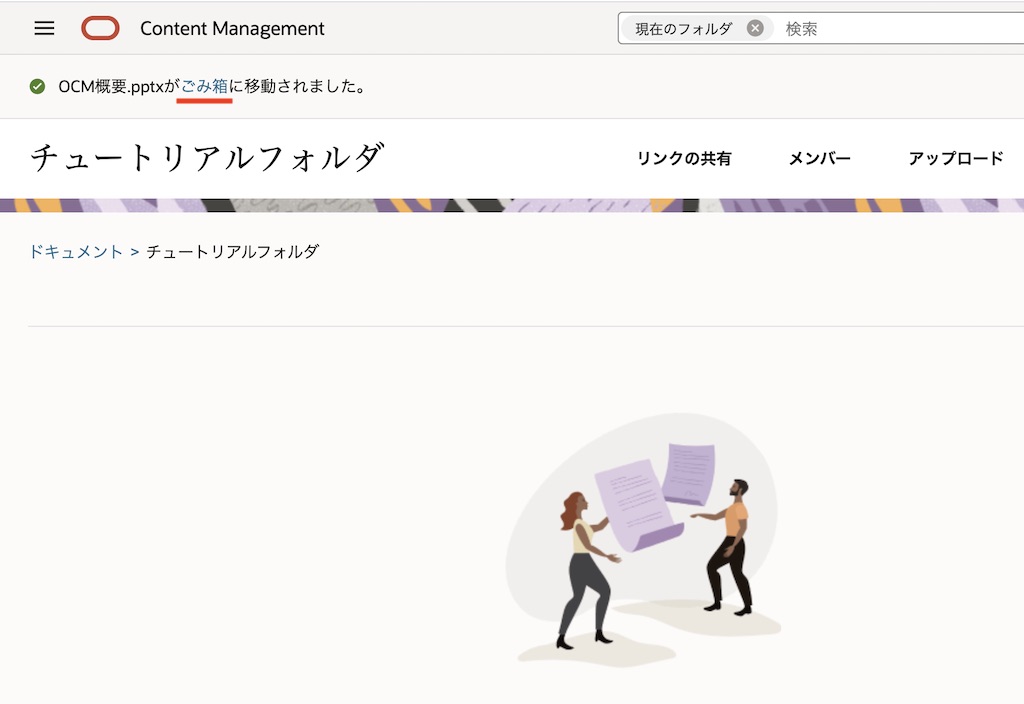 Content Management
現在のフォルダ 検索
OCM概要.pptxがごみ箱に移動されました。
チュートリアルフォルダ
リンクの共有 メンバー アップロード
ドキュメント > チュートリアルフォルダ